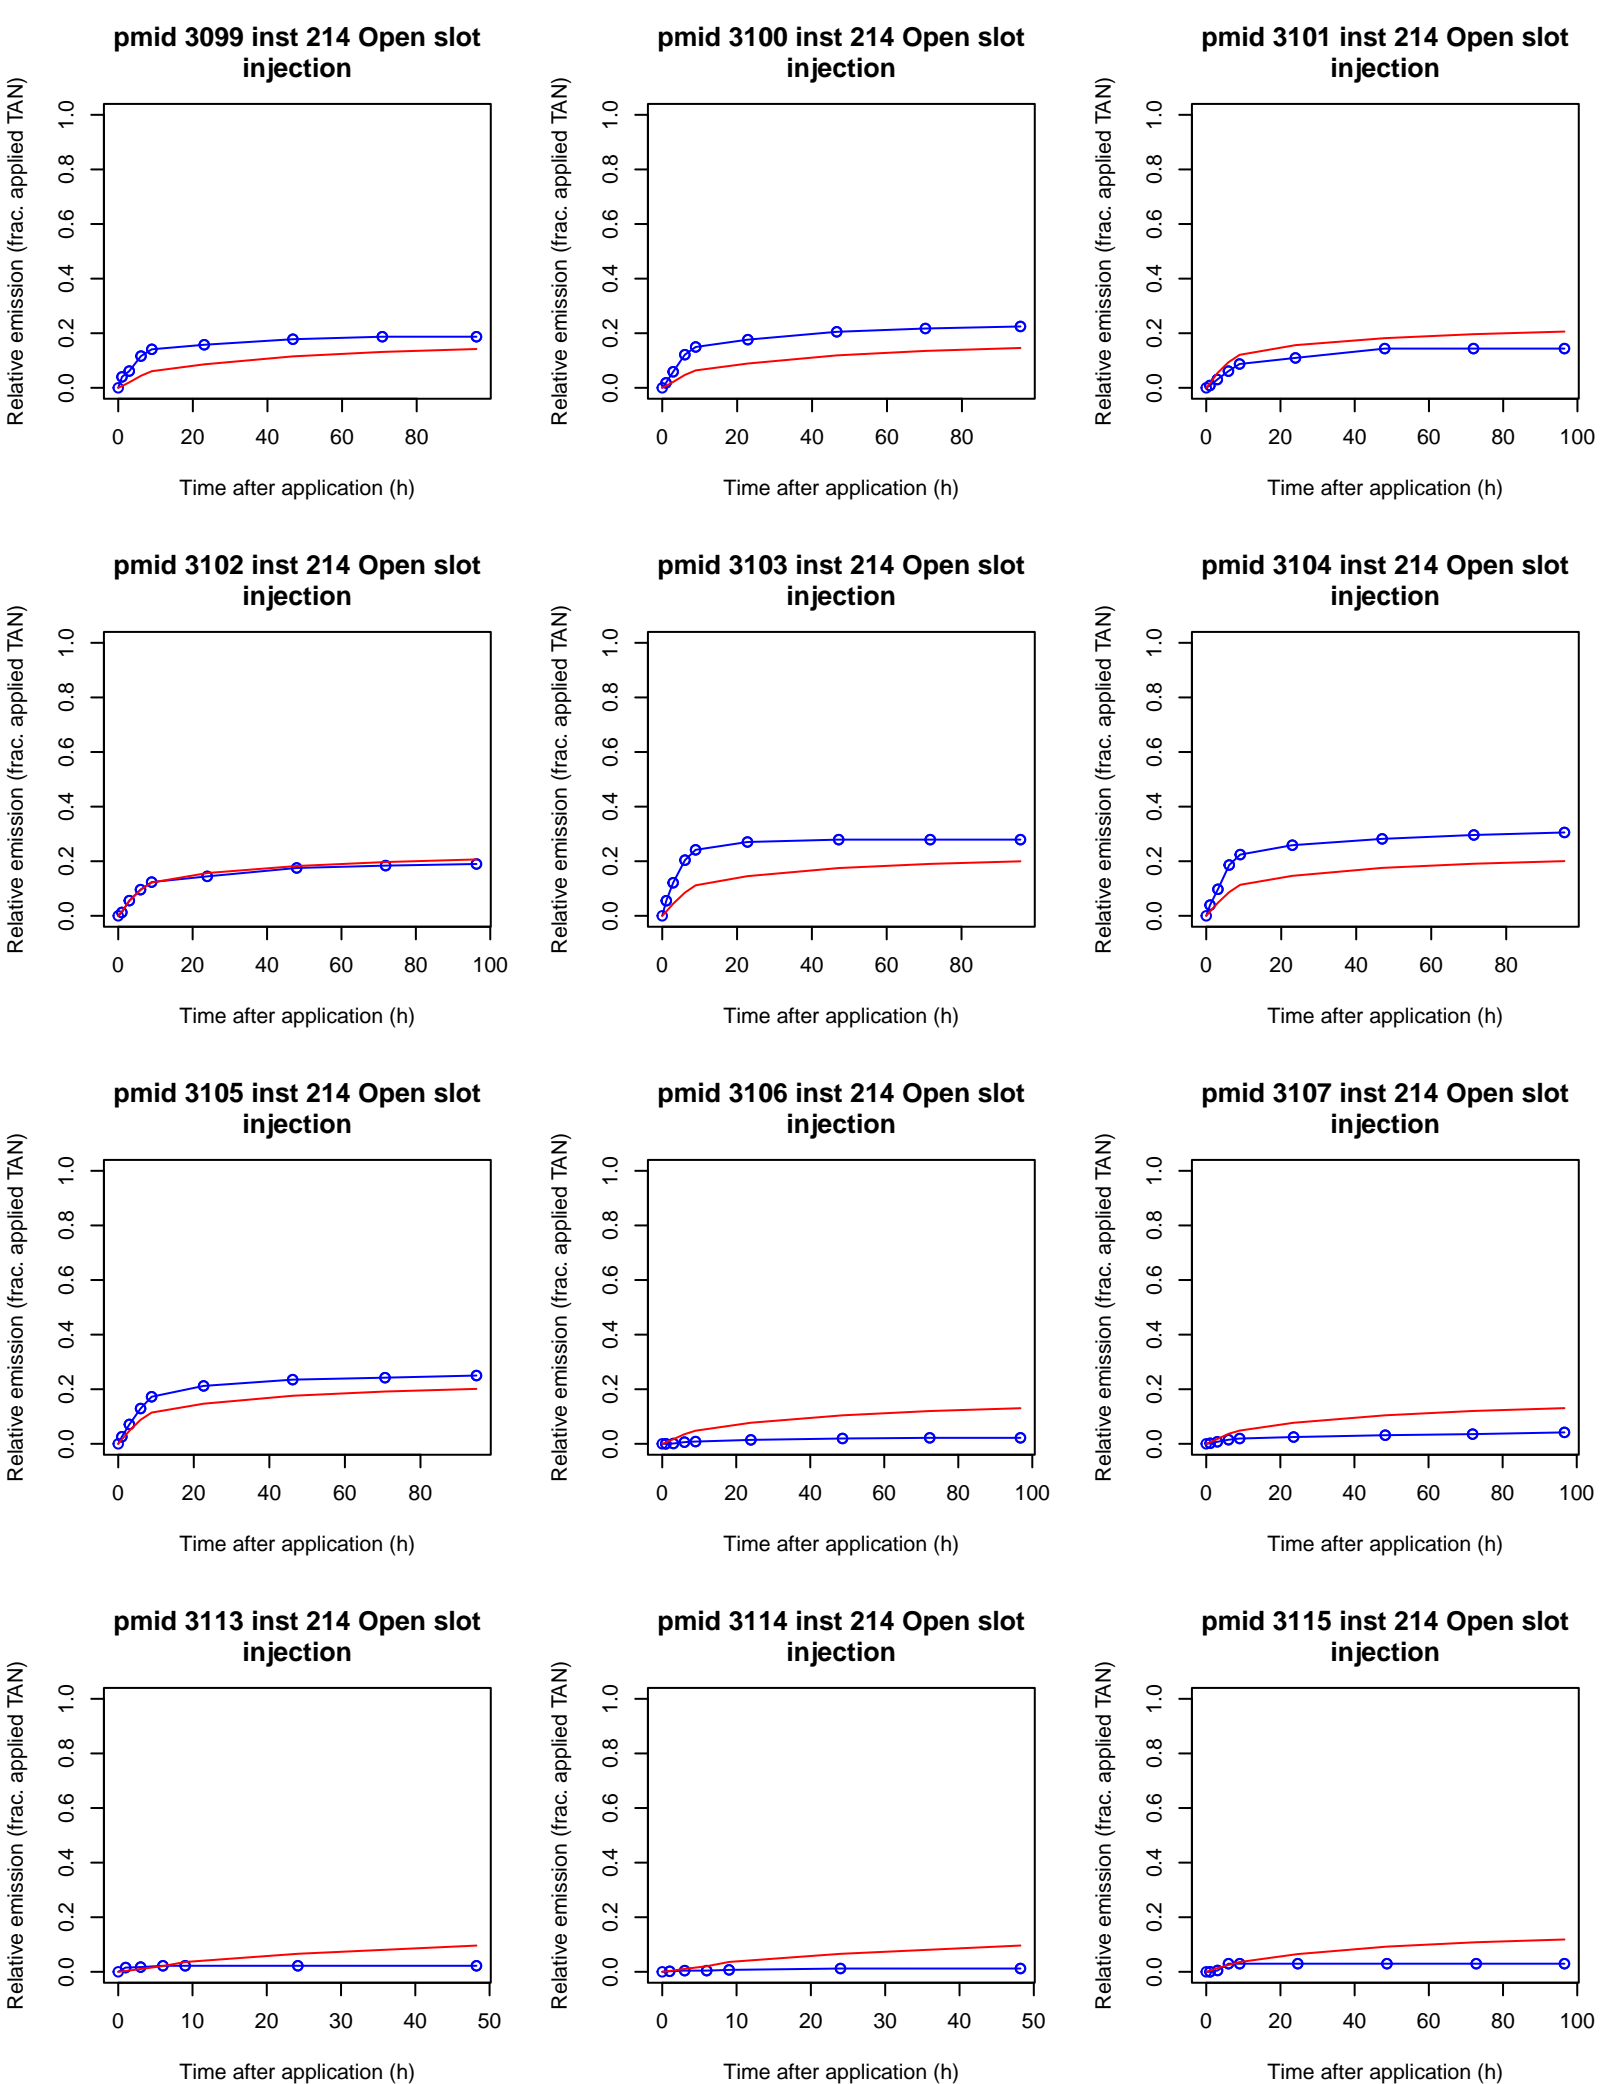 pmid 3099 inst 214 Open slot
injection
Relative emission (frac. applied TAN)
1.0
0.8
0.6
0.4
0.2
0.0
0 20 40 60 80
Time after application (h)
pmid 3100 inst 214 Open slot
injection
Relative emission (frac. applied TAN)
1.0
0.8
0.6
0.4
0.2
0.0
0 20 40 60 80
Time after application (h)
pmid 3101 inst 214 Open slot
injection
Relative emission (frac. applied TAN)
1.0
0.8
0.6
0.4
0.2
0.0
0 20 40 60 80 100
Time after application (h)
pmid 3102 inst 214 Open slot
injection
Relative emission (frac. applied TAN)
1.0
0.8
0.6
0.4
0.2
0.0
0 20 40 60 80 100
Time after application (h)
pmid 3103 inst 214 Open slot
injection
Relative emission (frac. applied TAN)
1.0
0.8
0.6
0.4
0.2
0.0
0 20 40 60 80
Time after application (h)
pmid 3104 inst 214 Open slot
injection
Relative emission (frac. applied TAN)
1.0
0.8
0.6
0.4
0.2
0.0
0 20 40 60 80
Time after application (h)
pmid 3105 inst 214 Open slot
injection
Relative emission (frac. applied TAN)
1.0
0.8
0.6
0.4
0.2
0.0
0 20 40 60 80
Time after application (h)
pmid 3106 inst 214 Open slot
injection
Relative emission (frac. applied TAN)
1.0
0.8
0.6
0.4
0.2
0.0
0 20 40 60 80 100
Time after application (h)
pmid 3107 inst 214 Open slot
injection
Relative emission (frac. applied TAN)
1.0
0.8
0.6
0.4
0.2
0.0
0 20 40 60 80 100
Time after application (h)
pmid 3113 inst 214 Open slot
injection
Relative emission (frac. applied TAN)
1.0
0.8
0.6
0.4
0.2
0.0
0 10 20 30 40 50
Time after application (h)
pmid 3114 inst 214 Open slot
injection
Relative emission (frac. applied TAN)
1.0
0.8
0.6
0.4
0.2
0.0
0 10 20 30 40 50
Time after application (h)
pmid 3115 inst 214 Open slot
injection
Relative emission (frac. applied TAN)
1.0
0.8
0.6
0.4
0.2
0.0
0 20 40 60 80 100
Time after application (h)